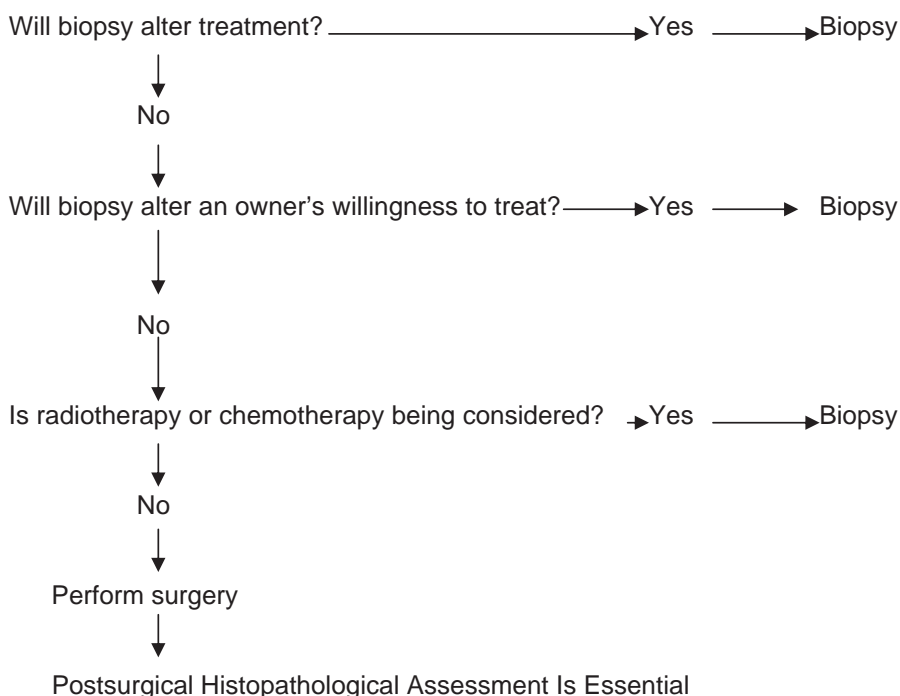 Will biopsy alter treatment? Yes Biopsy
No
Will biopsy alter an owner's willingness to treat? Yes Biopsy
No
Is radiotherapy or chemotherapy being considered? Yes Biopsy
No
Perform surgery
Postsurgical Histopathological Assessment Is Essential